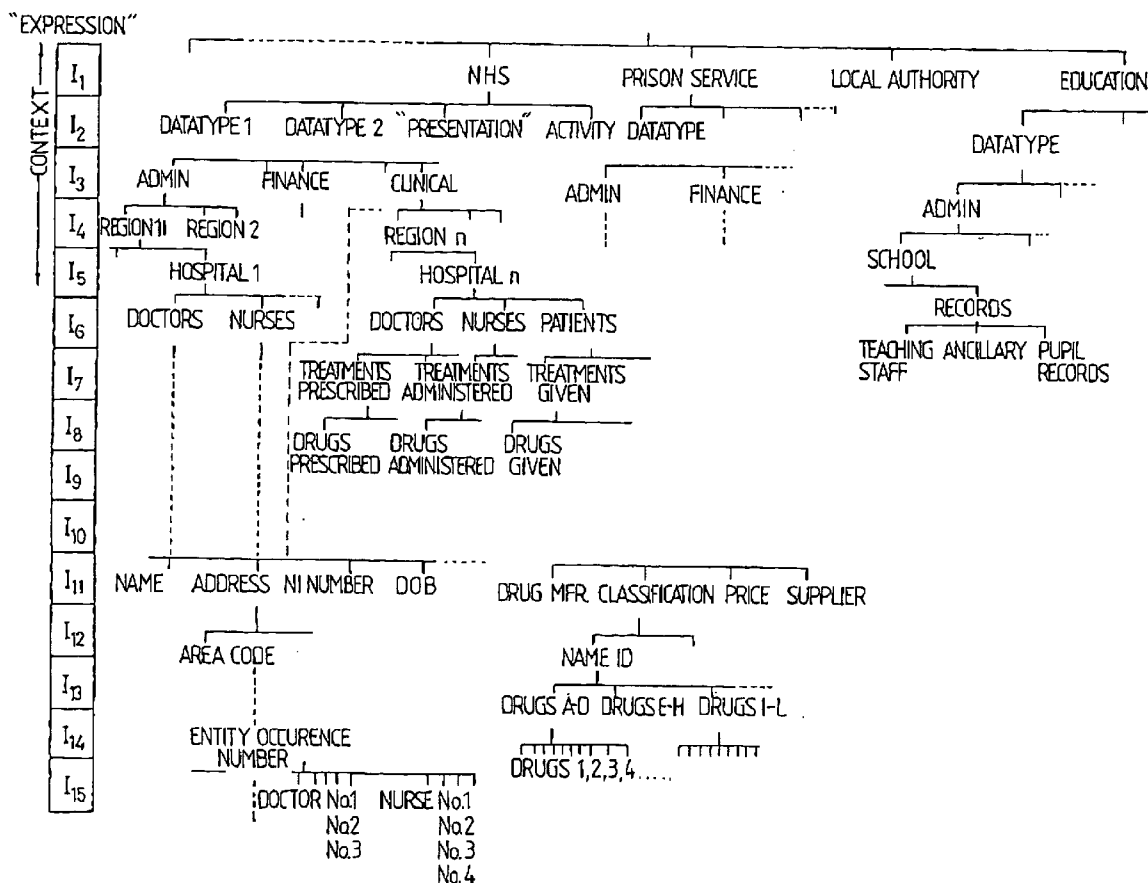 "EXPRESSION"
CONTEXT
I1 NHS PRISON SERVICE LOCAL AUTHORITY EDUCATION
I2 DATATYPE 1 DATATYPE 2 "PRESENTATION" ACTIVITY DATATYPE DATATYPE
I3 ADMIN FINANCE CLINICAL ADMIN FINANCE ADMIN
I4 REGION 1 REGION 2 REGION n
SCHOOL
I5 HOSPITAL 1 HOSPITAL n
RECORDS
I6 DOCTORS NURSES DOCTORS NURSES PATIENTS
TEACHING ANCILLARY PUPIL
STAFF RECORDS
I7 TREATMENTS TREATMENTS TREATMENTS
PRESCRIBED ADMINISTERED GIVEN
I8 DRUGS DRUGS DRUGS
PRESCRIBED ADMINISTERED GIVEN
I9
I10
I11 NAME ADDRESS NI NUMBER DOB DRUG MFR. CLASSIFICATION PRICE SUPPLIER
I12 AREA CODE NAME ID
I13 DRUGS A-D DRUGS E-H DRUGS I-L
I14 ENTITY OCCURENCE
NUMBER
DRUGS 1,2,3,4.....
I15 DOCTOR No.1 NURSE No.1
No.2 No.2
No.3 No.3
No.4